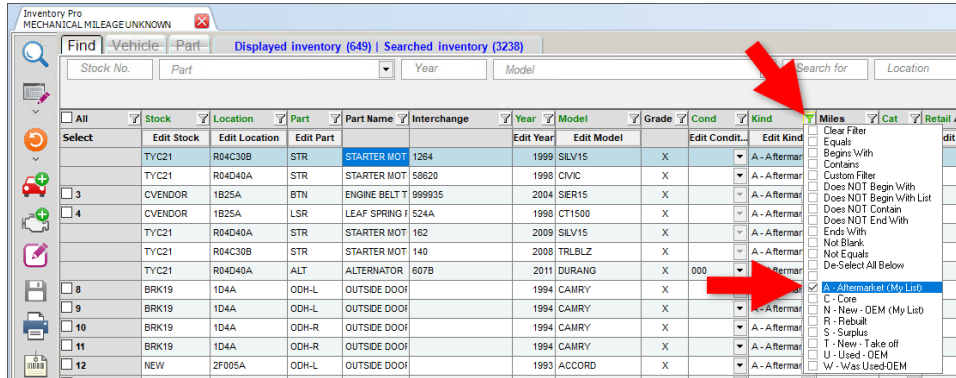 Inventory Pro
MECHANICAL MILEAGE UNKNOWN
Find Vehicle Part Displayed inventory (649) | Searched inventory (3238)
Stock No. Part Year Model Search for Location
All Stock Location Part Part Name Interchange Year Model Grade Cond Kind Miles Cat Retail
Select Edit Stock Edit Location Edit Part Edit Year Edit Model Edit Condit... Edit Kind
TYC21 R04C30B STR STARTER MOT 1264 1999 SILV15 X A - Aftermar
TYC21 R04D40A STR STARTER MOT 58620 1998 CIVIC X A - Aftermar
3 CVENDOR 1B25A BTN ENGINE BELT T 999935 2004 SIER15 X A - Aftermar
4 CVENDOR 1B25A LSR LEAF SPRING F 524A 1998 CT1500 X A - Aftermar
TYC21 R04D40A STR STARTER MOT 162 2009 SILV15 X A - Aftermar
TYC21 R04C30B STR STARTER MOT 140 2008 TRLBLZ X A - Aftermar
TYC21 R04D40A ALT ALTERNATOR 607B 2011 DURANG X 000 A - Aftermar
8 BRK19 1D4A ODH-L OUTSIDE DOOF 1994 CAMRY X A - Aftermar
9 BRK19 1D4A ODH-L OUTSIDE DOOF 1994 CAMRY X A - Aftermar
10 BRK19 1D4A ODH-R OUTSIDE DOOF 1994 CAMRY X A - Aftermar
11 BRK19 1D4A ODH-R OUTSIDE DOOF 1994 CAMRY X A - Aftermar
12 NEW 2F005A ODH-L OUTSIDE DOOF 1993 ACCORD X A - Aftermar
Clear Filter
Equals
Begins With
Contains
Custom Filter
Does NOT Begin With
Does NOT Begin With List
Does NOT Contain
Does NOT End With
Ends With
Not Blank
Not Equals
De-Select All Below
A - Aftermarket (My List)
C - Core
N - New - OEM (My List)
R - Rebuilt
S - Surplus
T - New - Take off
U - Used - OEM
W - Was Used-OEM